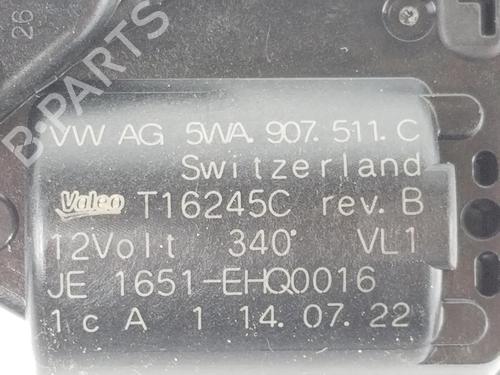 26
B-PARTS
VW AG 5WA.907.511.C
Switzerland
Valeo T16245C rev.B
12Volt 340° VL1
JE 1651-EHQ0016
1cA 1 14.07.22